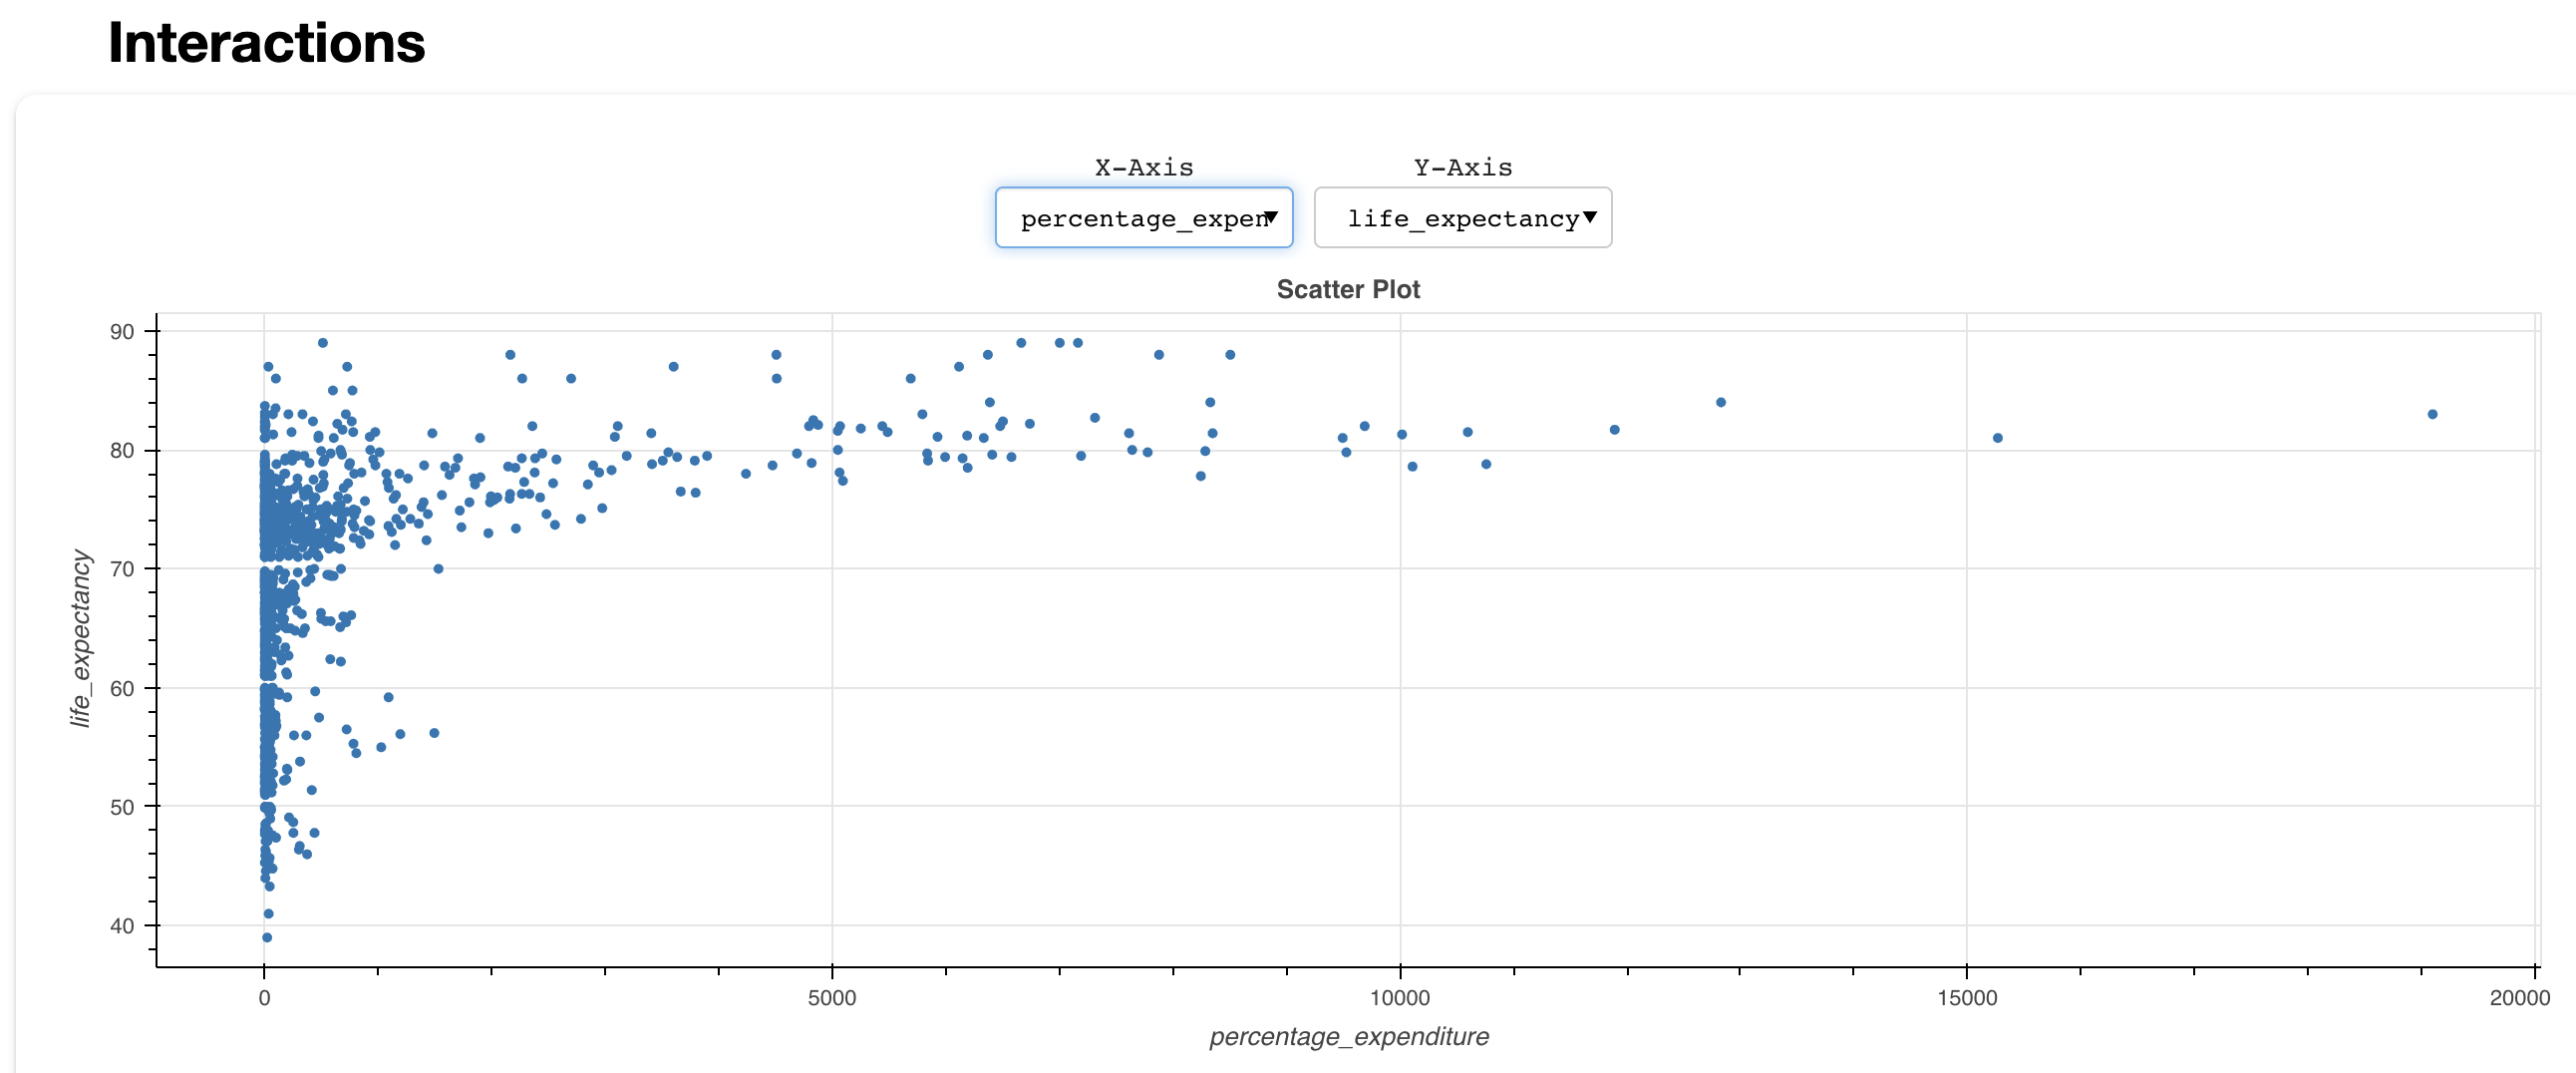 Interactions
X-Axis Y-Axis
percentage_expen life_expectancy
Scatter Plot
90
80
70
60
50
40
life_expectancy
0 5000 10000 15000 20000
percentage_expenditure